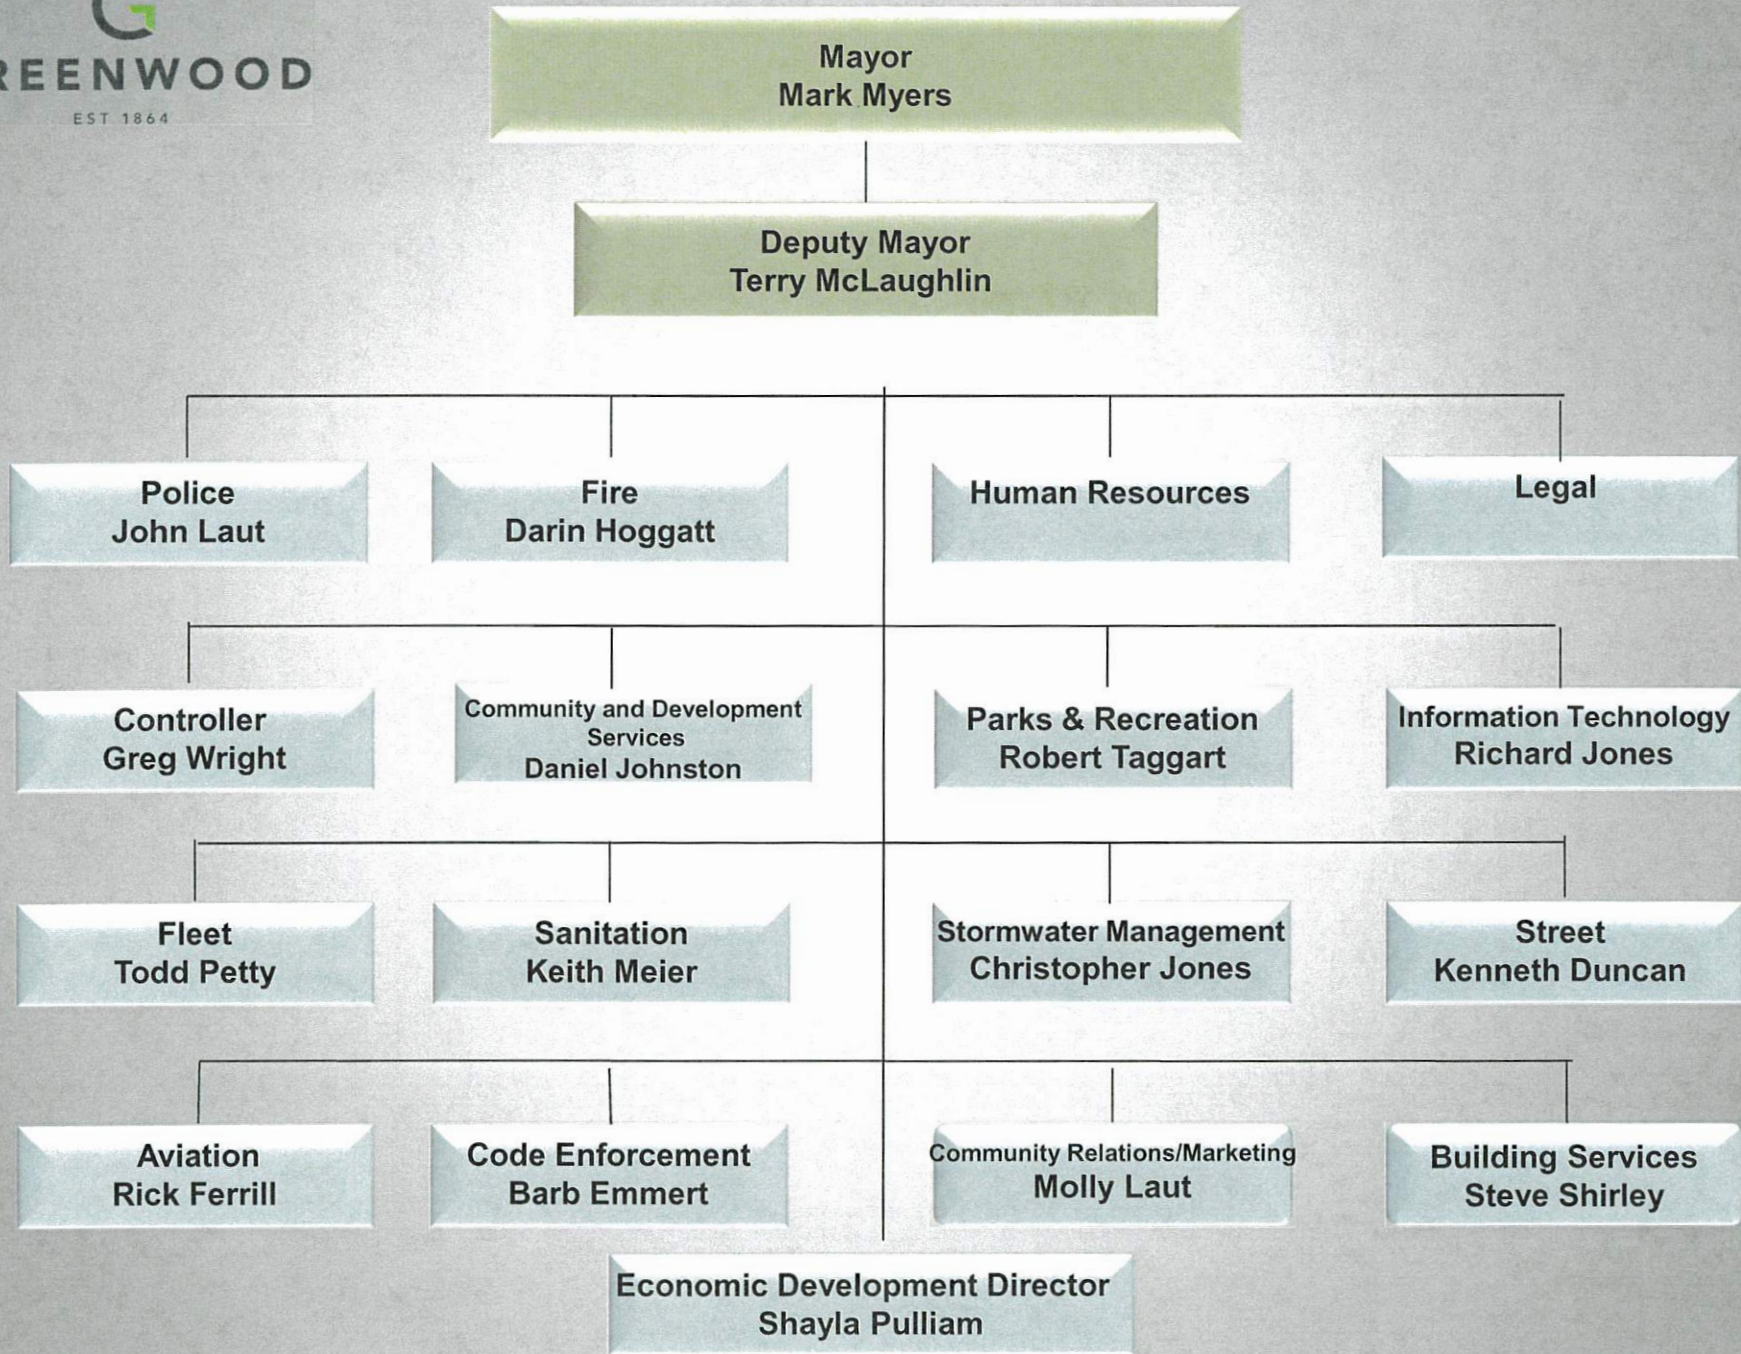 REENWOOD
EST 1864
Mayor
Mark Myers
Deputy Mayor
Terry McLaughlin
Police
John Laut
Fire
Darin Hoggatt
Human Resources
Legal
Controller
Greg Wright
Community and Development
Services
Daniel Johnston
Parks & Recreation
Robert Taggart
Information Technology
Richard Jones
Fleet
Todd Petty
Sanitation
Keith Meier
Stormwater Management
Christopher Jones
Street
Kenneth Duncan
Aviation
Rick Ferrill
Code Enforcement
Barb Emmert
Community Relations/Marketing
Molly Laut
Building Services
Steve Shirley
Economic Development Director
Shayla Pulliam